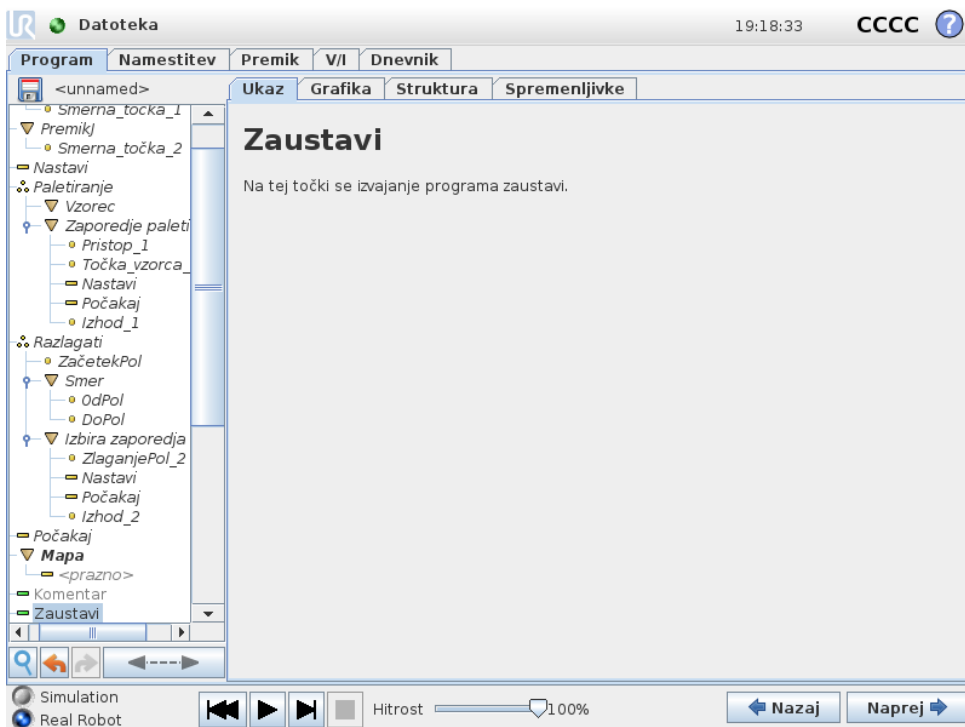 Datoteka
19:18:33
CCCC
?
Program
Namestitev
Premik
V/I
Dnevnik
<unnamed>
Ukaz
Grafika
Struktura
Spremenljivke
Smerna_točka_1
PremikJ
Smerna_točka_2
Nastavi
Paletiranje
Vzorec
Zaporedje paleti
Pristop_1
Točka_vzorca_
Nastavi
Počakaj
Izhod_1
Razlagati
ZačetekPol
Smer
OdPol
DoPol
Izbira zaporedja
ZlaganjePol_2
Nastavi
Počakaj
Izhod_2
Počakaj
Mapa
<prazno>
Komentar
Zaustavi
Zaustavi
Na tej točki se izvajanje programa zaustavi.
Simulation
Real Robot
Hitrost
100%
Nazaj
Naprej